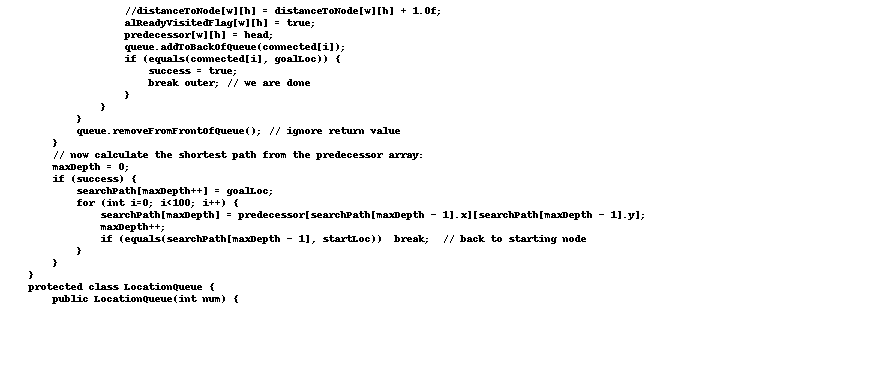 //distanceToNode[w][h] = distanceToNode[w][h] + 1.0f;
alReadyVisitedFlag[w][h] = true;
predecessor[w][h] = head;
queue.addToBackOfQueue(connected[i]);
if (equals(connected[i], goalLoc)) {
success = true;
break outer; // we are done
}
}
}
queue.removeFromFrontOfQueue(); // ignore return value
}
// now calculate the shortest path from the predecessor array:
maxDepth = 0;
if (success) {
searchPath[maxDepth++] = goalLoc;
for (int i=0; i<100; i++) {
searchPath[maxDepth] = predecessor[searchPath[maxDepth - 1].x][searchPath[maxDepth - 1].y];
maxDepth++;
if (equals(searchPath[maxDepth - 1], startLoc))  break;  // back to starting node
}
}
}
protected class LocationQueue {
public LocationQueue(int num) {